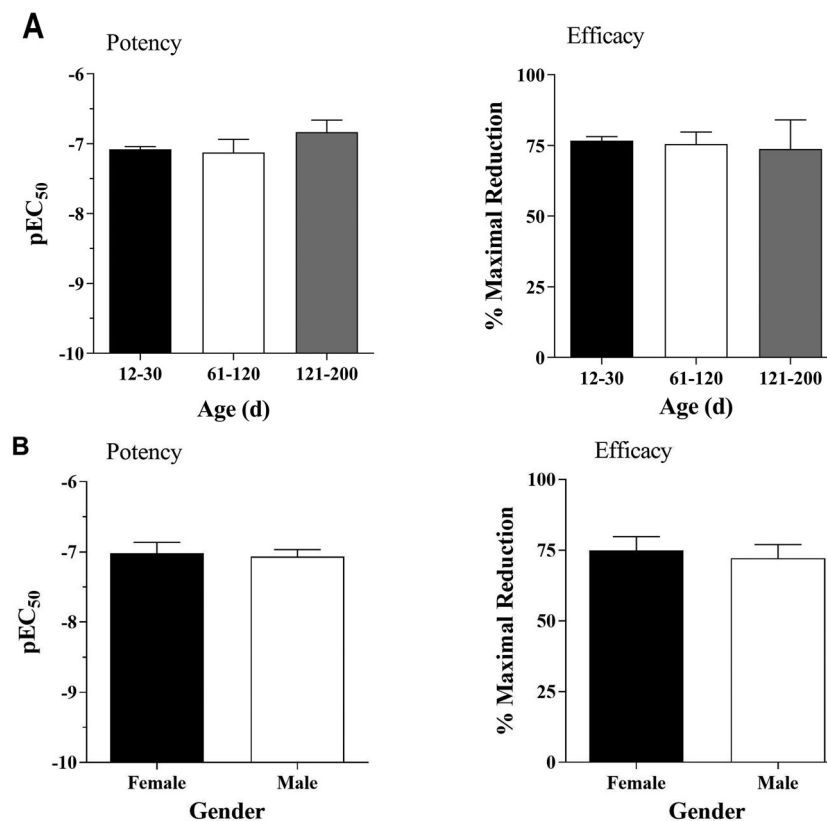 A
Potency
Efficacy
-6
-7
-8
-9
-10
pEC50
12-30 61-120 121-200
Age (d)
100
75
50
25
0
% Maximal Reduction
12-30 61-120 121-200
Age (d)
B
Potency
Efficacy
-6
-7
-8
-9
-10
pEC50
Female Male
Gender
100
75
50
25
0
% Maximal Reduction
Female Male
Gender